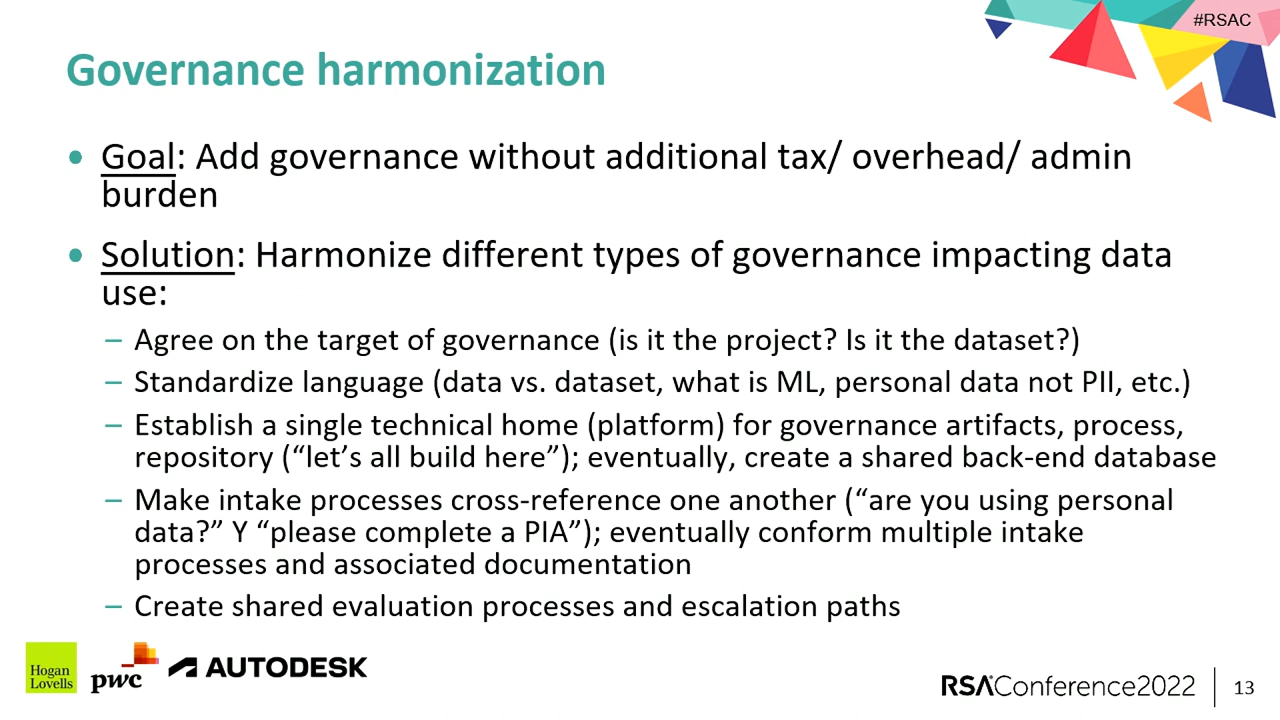 #RSAC
Governance harmonization
• Goal: Add governance without additional tax/ overhead/ admin
burden
• Solution: Harmonize different types of governance impacting data
use:
– Agree on the target of governance (is it the project? Is it the dataset?)
– Standardize language (data vs. dataset, what is ML, personal data not PII, etc.)
– Establish a single technical home (platform) for governance artifacts, process,
repository (“let’s all build here”); eventually, create a shared back-end database
– Make intake processes cross-reference one another (“are you using personal
data?” Y “please complete a PIA”); eventually conform multiple intake
processes and associated documentation
– Create shared evaluation processes and escalation paths
Hogan
Lovells
pwc
AUTODESK
RSAConference2022
13